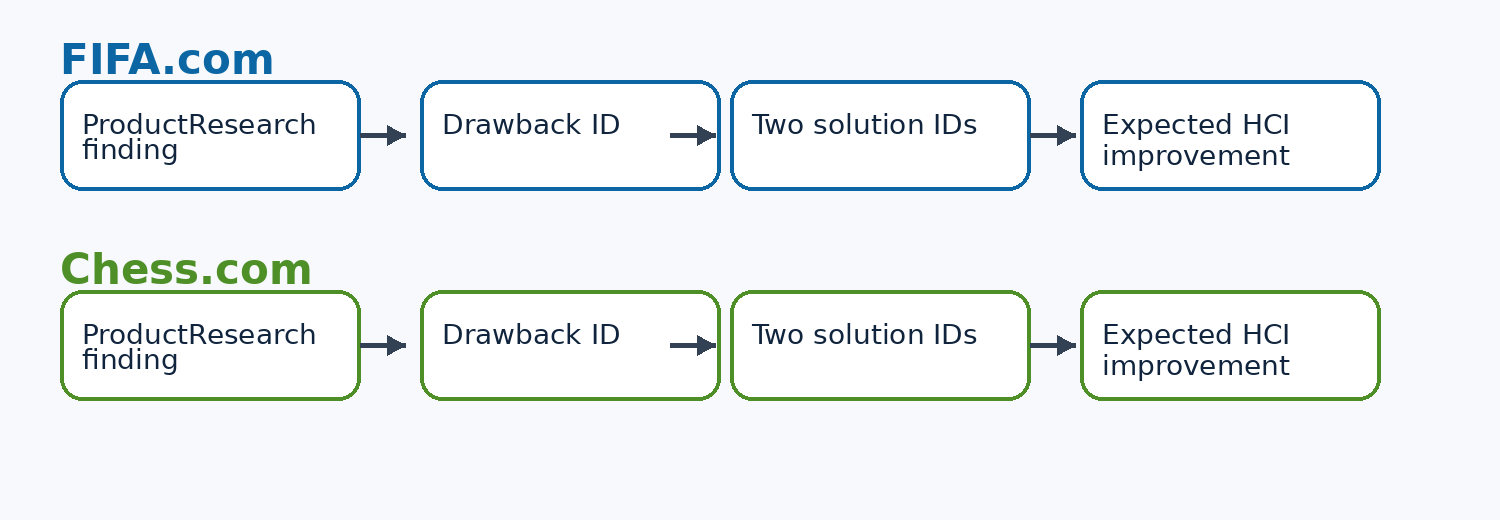 FIFA.com
ProductResearch
finding
Drawback ID
Two solution IDs
Expected HCI
improvement
Chess.com
ProductResearch
finding
Drawback ID
Two solution IDs
Expected HCI
improvement